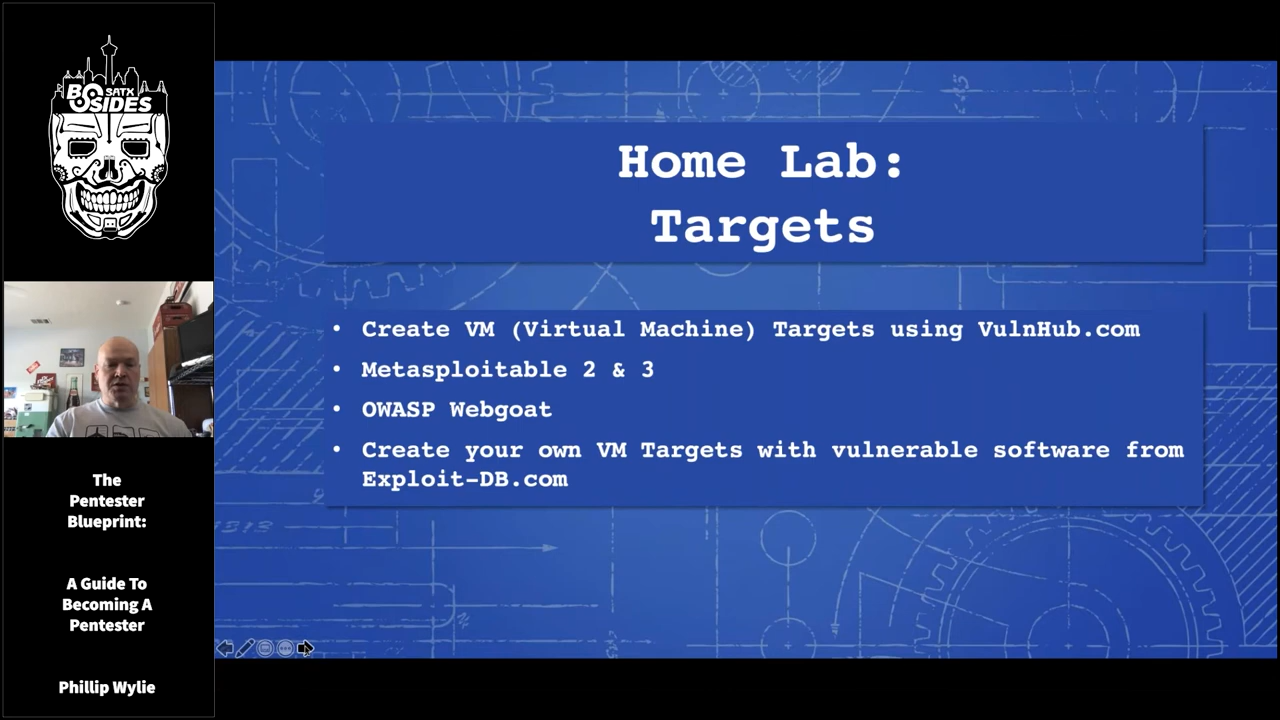 BSIDES
SATX
The
Pentester
Blueprint:
A Guide To
Becoming A
Pentester
Phillip Wylie
Home Lab:
Targets
• Create VM (Virtual Machine) Targets using VulnHub.com
• Metasploitable 2 & 3
• OWASP Webgoat
• Create your own VM Targets with vulnerable software from
Exploit-DB.com